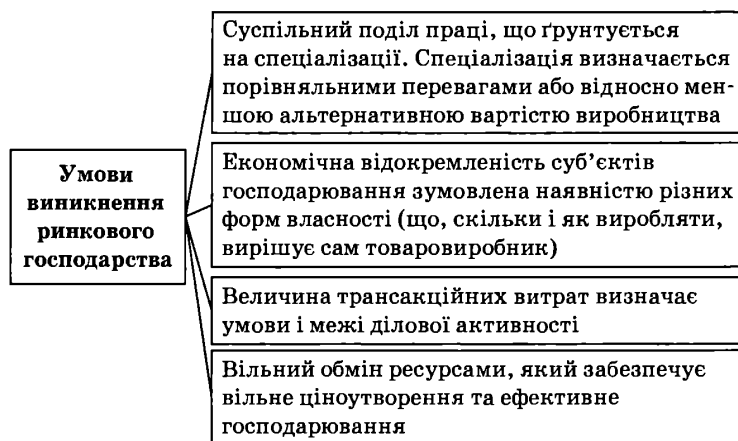 Умови
виникнення
ринкового
господарства
Суспільний поділ праці, що ґрунтується
на спеціалізації. Спеціалізація визначається
порівняльними перевагами або відносно мен-
шою альтернативною вартістю виробництва
Економічна відокремленість суб’єктів
господарювання зумовлена наявністю різних
форм власності (що, скільки і як виробляти,
вирішує сам товаровиробник)
Величина трансакційних витрат визначає
умови і межі ділової активності
Вільний обмін ресурсами, який забезпечує
вільне ціноутворення та ефективне
господарювання